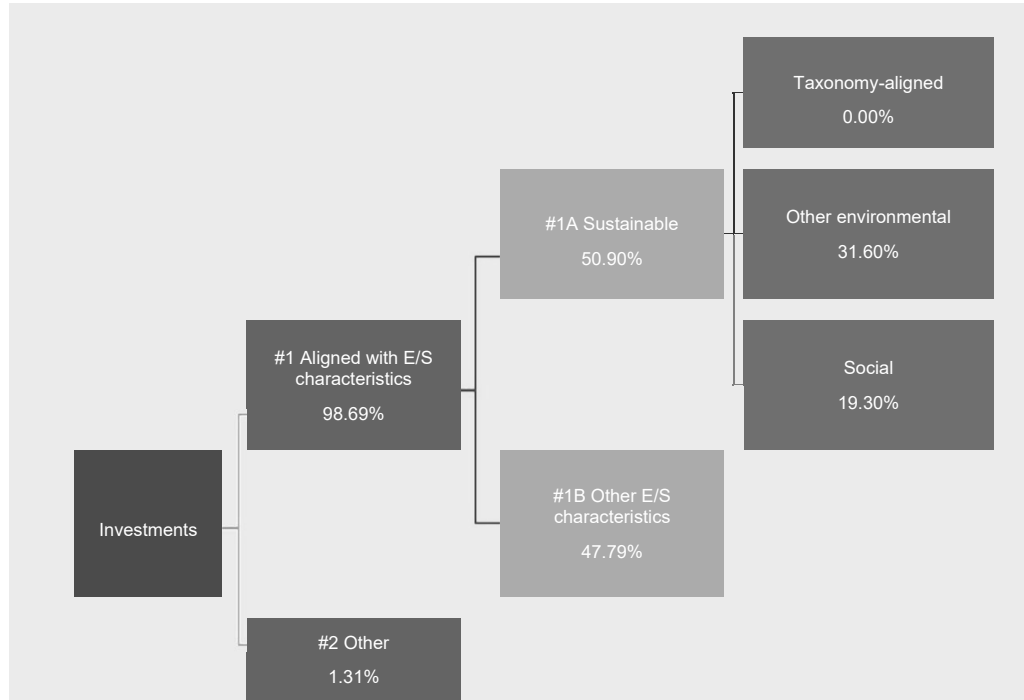 Taxonomy-aligned
0.00%
#1A Sustainable
50.90%
Other environmental
31.60%
#1 Aligned with E/S
characteristics
98.69%
Social
19.30%
Investments
#1B Other E/S
characteristics
47.79%
#2 Other
1.31%